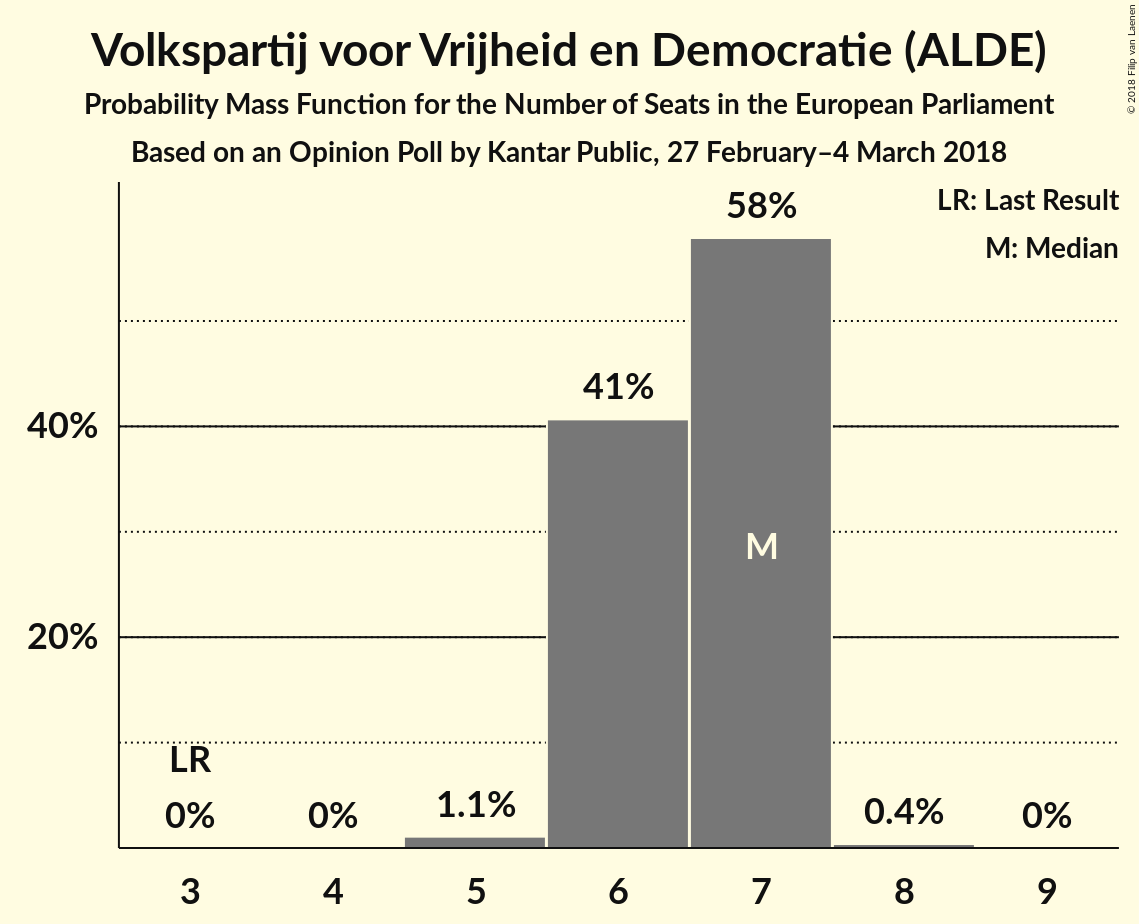 Volkspartij voor Vrijheid en Democratie (ALDE)
Probability Mass Function for the Number of Seats in the European Parliament
Based on an Opinion Poll by Kantar Public, 27 February–4 March 2018
© 2018 Filip van Laenen
LR: Last Result
M: Median
58%
41%
40%
M
20%
LR
0%
0%
1.1%
0.4%
0%
3
4
5
6
7
8
9